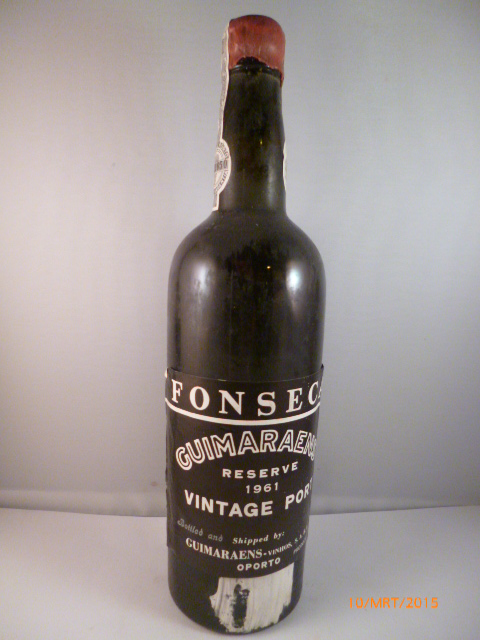 FONSECA
GUIMARAENS
RESERVE
1961
VINTAGE PORT
Bottled and Shipped by:
GUIMARAENS-VINHOS, S.A.
OPORTO
10/MRT/2015